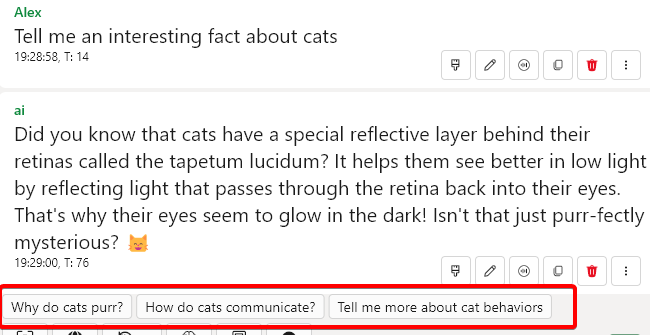 Alex
Tell me an interesting fact about cats
19:28:58, T: 14
ai
Did you know that cats have a special reflective layer behind their
retinas called the tapetum lucidum? It helps them see better in low light
by reflecting light that passes through the retina back into their eyes.
That's why their eyes seem to glow in the dark! Isn't that just purr-fectly
mysterious? 😸
19:29:00, T: 76
Why do cats purr? How do cats communicate? Tell me more about cat behaviors